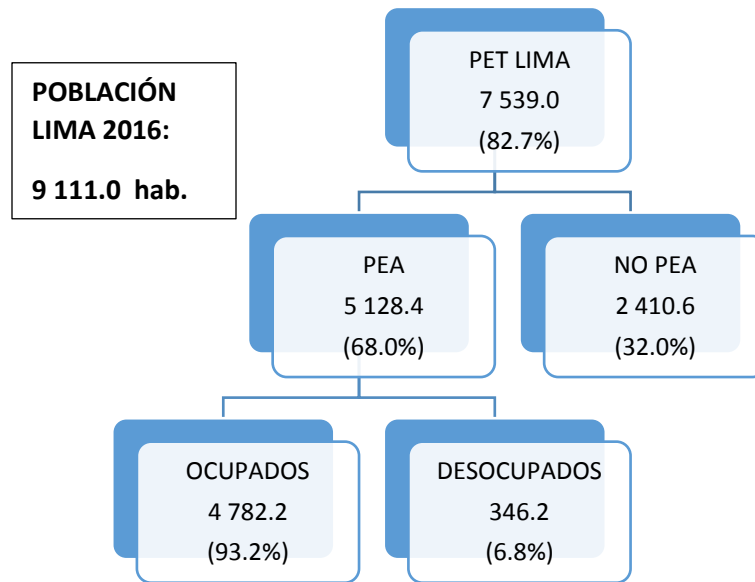 POBLACIÓN
LIMA 2016:
9 111.0 hab.
PET LIMA
7 539.0
(82.7%)
PEA
5 128.4
(68.0%)
NO PEA
2 410.6
(32.0%)
OCUPADOS
4 782.2
(93.2%)
DESOCUPADOS
346.2
(6.8%)